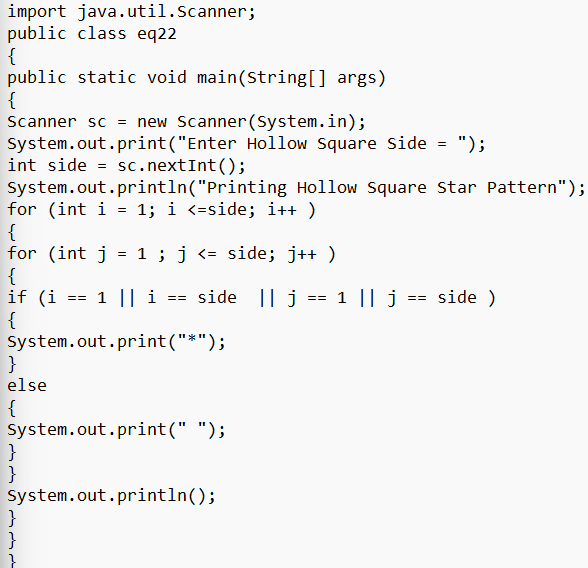 import java.util.Scanner;
public class eq22
{
public static void main(String[] args)
{
Scanner sc = new Scanner(System.in);
System.out.print("Enter Hollow Square Side = ");
int side = sc.nextInt();
System.out.println("Printing Hollow Square Star Pattern");
for (int i = 1; i <=side; i++ )
{
for (int j = 1 ; j <= side; j++ )
{
if (i == 1 || i == side  || j == 1 || j == side )
{
System.out.print("*");
}
else
{
System.out.print(" ");
}
}
System.out.println();
}
}
}